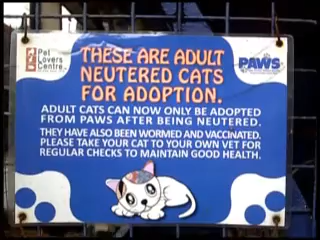 Pet
Lovers
Centre
PAWS
THESE ARE ADULT
NEUTERED CATS
FOR ADOPTION.
ADULT CATS CAN NOW ONLY BE ADOPTED
FROM PAWS AFTER BEING NEUTERED.
THEY HAVE ALSO BEEN WORMED AND VACCINATED.
PLEASE TAKE YOUR CAT TO YOUR OWN VET FOR
REGULAR CHECKS TO MAINTAIN GOOD HEALTH.